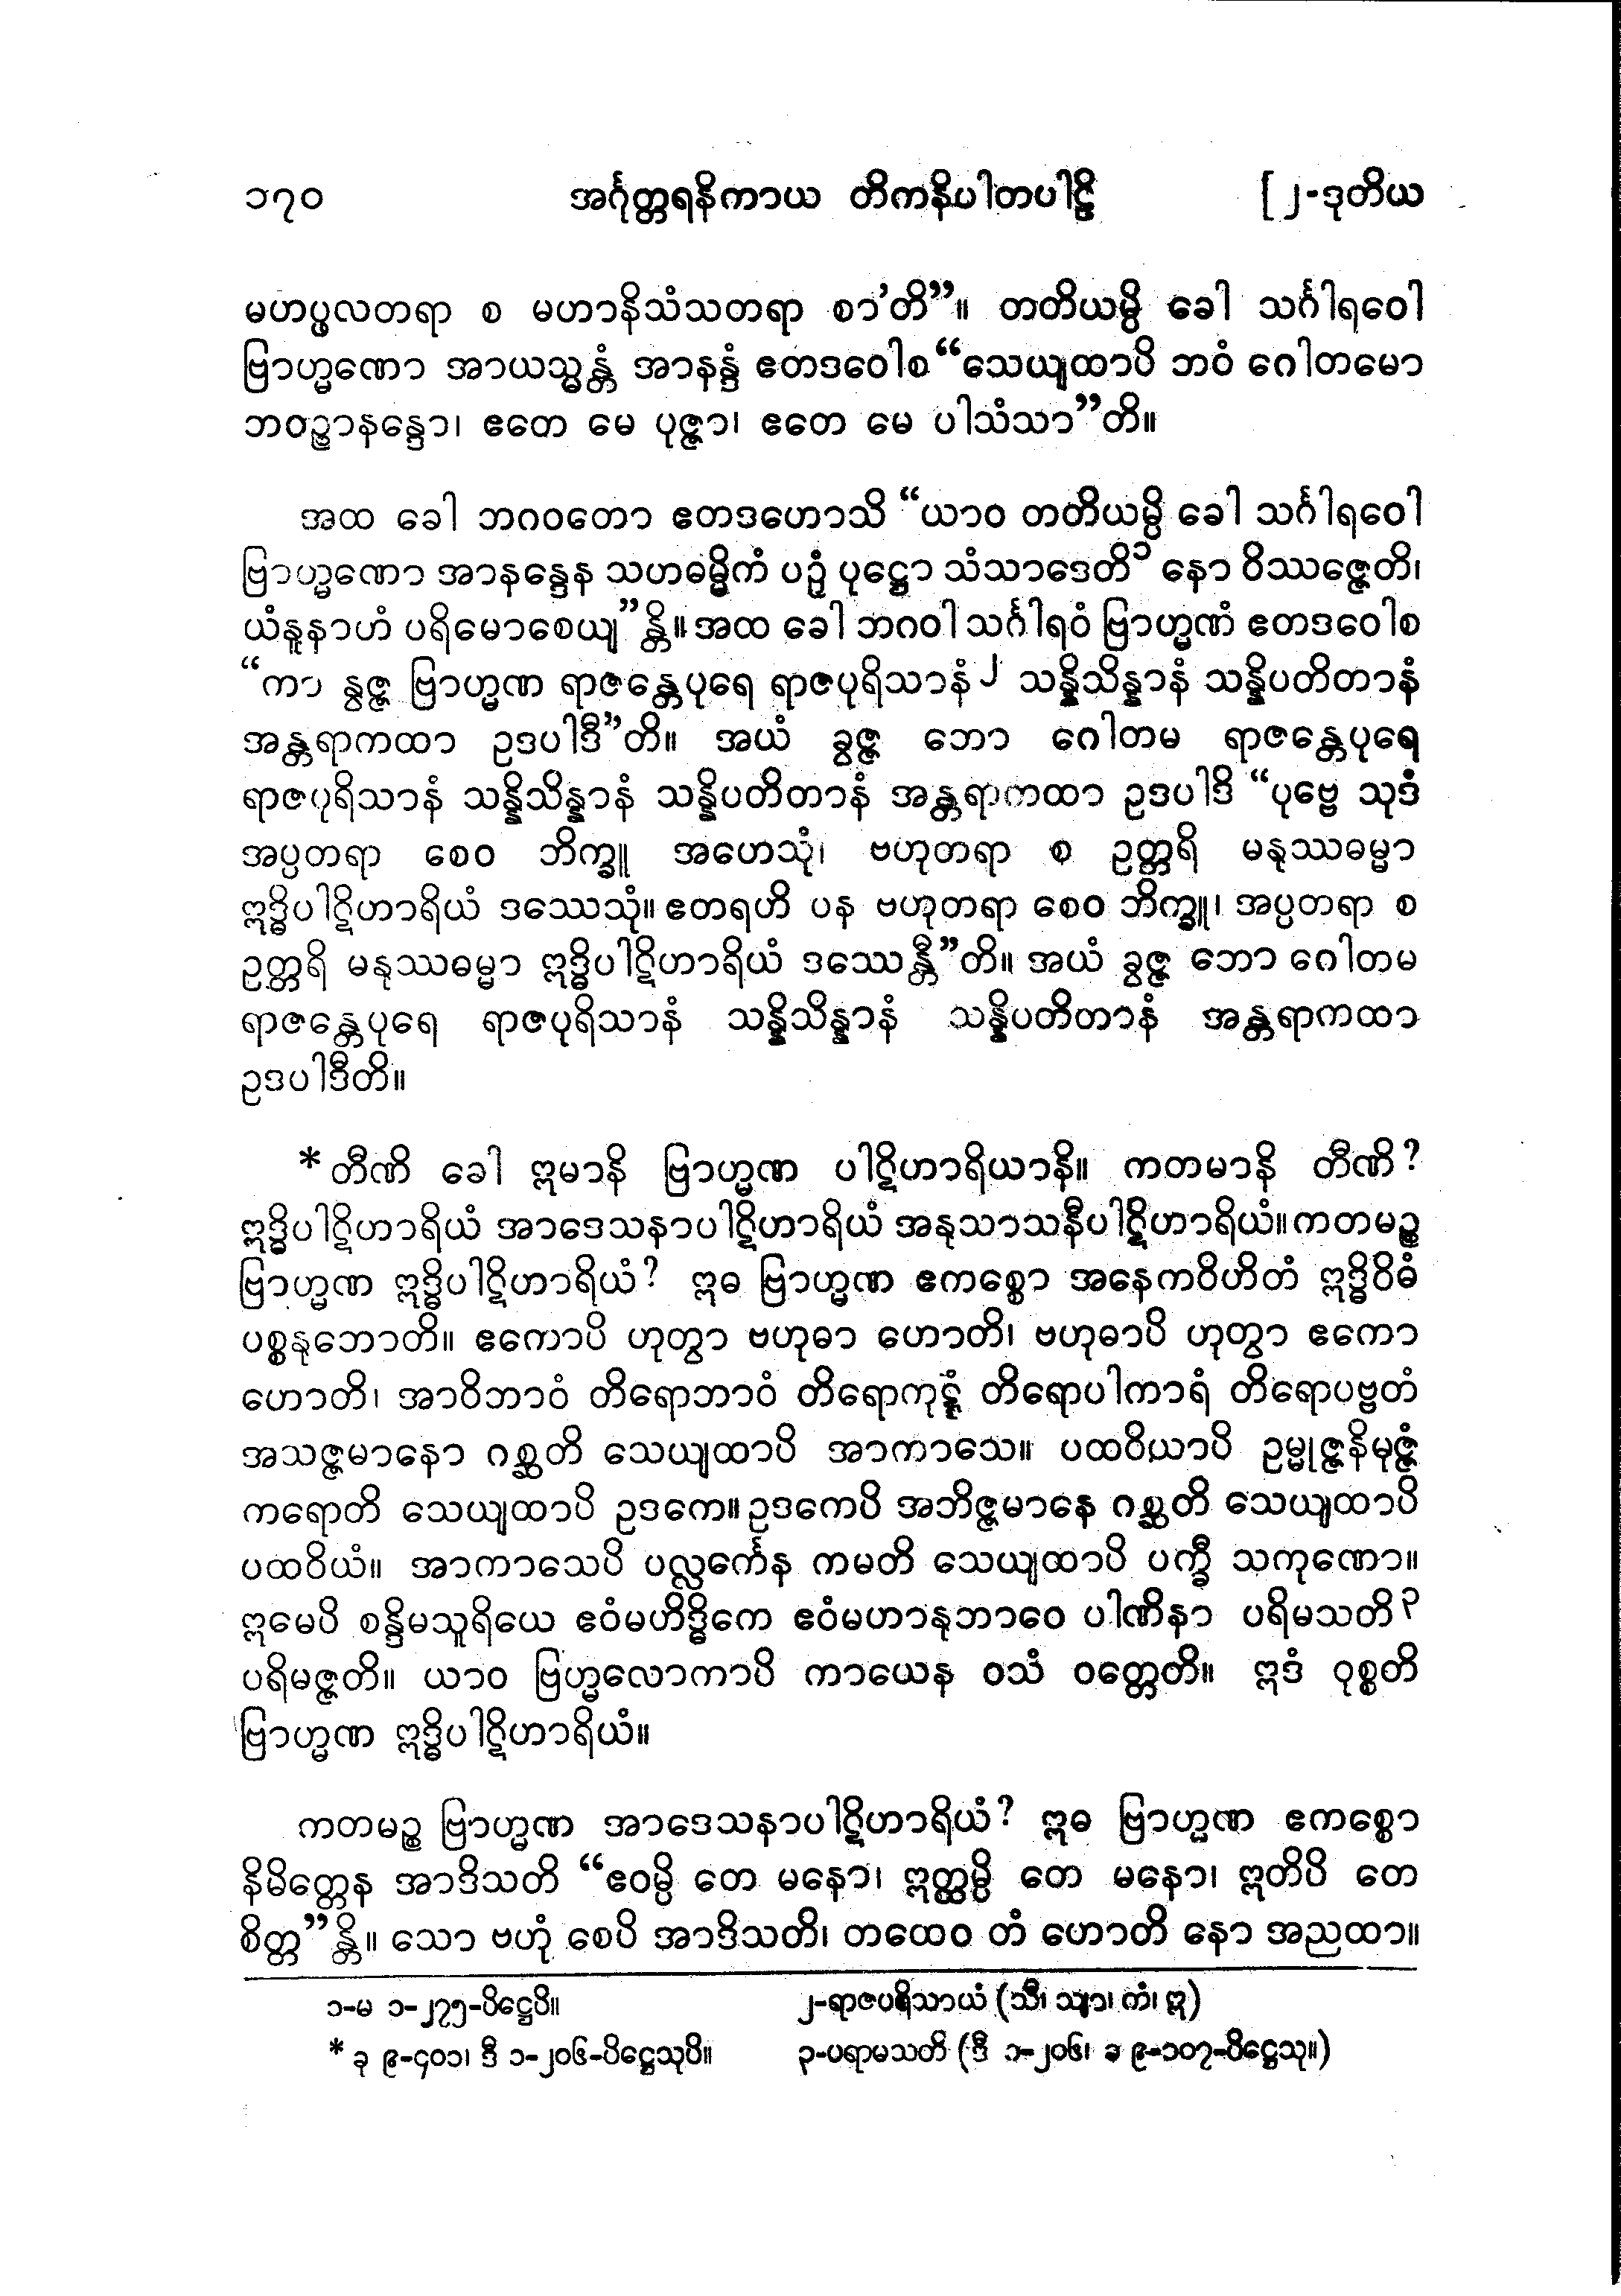 ၁၇၀ အင်္ဂုတ္တရနိကာယ တိကနိပါတပါဠိ [၂-ဒုတိယ
မဟပ္ဖလတရာ စ မဟာနိသံသတရာ စာ'တိ”။ တတိယမ္ပိ ခေါ သင်္ဂါရဝေါ
ဗြာဟ္မဏော အာယသ္မန္တံ အာနန္ဒံ ဧတဒဝေါစ “သေယျထာပိ ဘဝံ ဂေါတမော
ဘဝဉ္စာနန္ဒော၊ ဧတေ မေ ပုဇ္ဇာ၊ ဧတေ မေ ပါသံသာ”တိ။
အထ ခေါ ဘဂဝတော ဧတဒဟောသိ “ယာဝ တတိယမ္ပိ ခေါ သင်္ဂါရဝေါ
ဗြာဟ္မဏော အာနန္ဒေန သဟဓမ္မိကံ ပဉှံ ပုဋ္ဌော သံသာဒေတိ၁ နော ဝိဿဇ္ဇေတိ၊
ယံနူနာဟံ ပရိမောစေယျ”န္တိ။ အထ ခေါ ဘဂဝါ သင်္ဂါရဝံ ဗြာဟ္မဏံ ဧတဒဝေါစ
“ကာ နွဇ္ဇ ဗြာဟ္မဏ ရာဇန္တေပုရေ ရာဇပုရိသာနံ၂ သန္နိသိန္နာနံ သန္နိပတိတာနံ
အန္တရာကထာ ဥဒပါဒီ”တိ။ အယံ ခွဇ္ဇ ဘော ဂေါတမ ရာဇန္တေပုရေ
ရာဇပုရိသာနံ သန္နိသိန္နာနံ သန္နိပတိတာနံ အန္တရာကထာ ဥဒပါဒိ “ပုဗ္ဗေ သုဒံ
အပ္ပတရာ စေဝ ဘိက္ခူ အဟေသုံ၊ ဗဟုတရာ စ ဥတ္တရိ မနုဿဓမ္မာ
ဣဒ္ဓိပါဋိဟာရိယံ ဒဿေသုံ။ ဧတရဟိ ပန ဗဟုတရာ စေဝ ဘိက္ခူ၊ အပ္ပတရာ စ
ဥတ္တရိ မနုဿဓမ္မာ ဣဒ္ဓိပါဋိဟာရိယံ ဒဿေန္တီ”တိ။ အယံ ခွဇ္ဇ ဘော ဂေါတမ
ရာဇန္တေပုရေ ရာဇပုရိသာနံ သန္နိသိန္နာနံ သန္နိပတိတာနံ အန္တရာကထာ
ဥဒပါဒီတိ။
*တီဏိ ခေါ ဣမာနိ ဗြာဟ္မဏ ပါဋိဟာရိယာနိ။ ကတမာနိ တီဏိ?
ဣဒ္ဓိပါဋိဟာရိယံ အာဒေသနာပါဋိဟာရိယံ အနုသာသနီပါဋိဟာရိယံ။ ကတမဉ္စ
ဗြာဟ္မဏ ဣဒ္ဓိပါဋိဟာရိယံ? ဣဓ ဗြာဟ္မဏ ဧကစ္စော အနေကဝိဟိတံ ဣဒ္ဓိဝိဓံ
ပစ္စနုဘောတိ။ ဧကောပိ ဟုတွာ ဗဟုဓာ ဟောတိ၊ ဗဟုဓာပိ ဟုတွာ ဧကော
ဟောတိ၊ အာဝိဘာဝံ တိရောဘာဝံ တိရောကုဋ္ဋံ တိရောပါကာရံ တိရောပဗ္ဗတံ
အသဇ္ဇမာနော ဂစ္ဆတိ သေယျထာပိ အာကာသေ။ ပထဝိယာပိ ဥမ္မုဇ္ဇနိမုဇ္ဇံ
ကရောတိ သေယျထာပိ ဥဒကေ။ ဥဒကေပိ အဘိဇ္ဇမာနေ ဂစ္ဆတိ သေယျထာပိ
ပထဝိယံ။ အာကာသေပိ ပလ္လင်္ကေန ကမတိ သေယျထာပိ ပက္ခီ သကုဏော။
ဣမေပိ စန္ဒိမသူရိယေ ဧဝံမဟိဒ္ဓိကေ ဧဝံမဟာနုဘာဝေ ပါဏိနာ ပရိမသတိ၃
ပရိမဇ္ဇတိ။ ယာဝ ဗြဟ္မလောကာပိ ကာယေန ဝသံ ဝတ္တေတိ။ ဣဒံ ဝုစ္စတိ
ဗြာဟ္မဏ ဣဒ္ဓိပါဋိဟာရိယံ။
ကတမဉ္စ ဗြာဟ္မဏ အာဒေသနာပါဋိဟာရိယံ? ဣဓ ဗြာဟ္မဏ ဧကစ္စော
နိမိတ္တေန အာဒိသတိ “ဧဝမ္ပိ တေ မနော၊ ဣတ္ထမ္ပိ တေ မနော၊ ဣတိပိ တေ
စိတ္တ”န္တိ။ သော ဗဟုံ စေပိ အာဒိသတိ၊ တထေဝ တံ ဟောတိ နော အညထာ။
၁-မ ၁-၂၇၅-ပိဋ္ဌေပိ။ ၂-ရာဇပရိသာယံ (သီ၊ သျာ၊ ကံ၊ ဣ)
* ခု ၉-၄၀၁၊ ဒီ ၁-၂၀၆-ပိဋ္ဌေသုပိ။ ၃-ပရာမသတိ (ဒီ ၁-၂၀၆၊ ခု ၉-၁၀၇-ပိဋ္ဌေသု။)